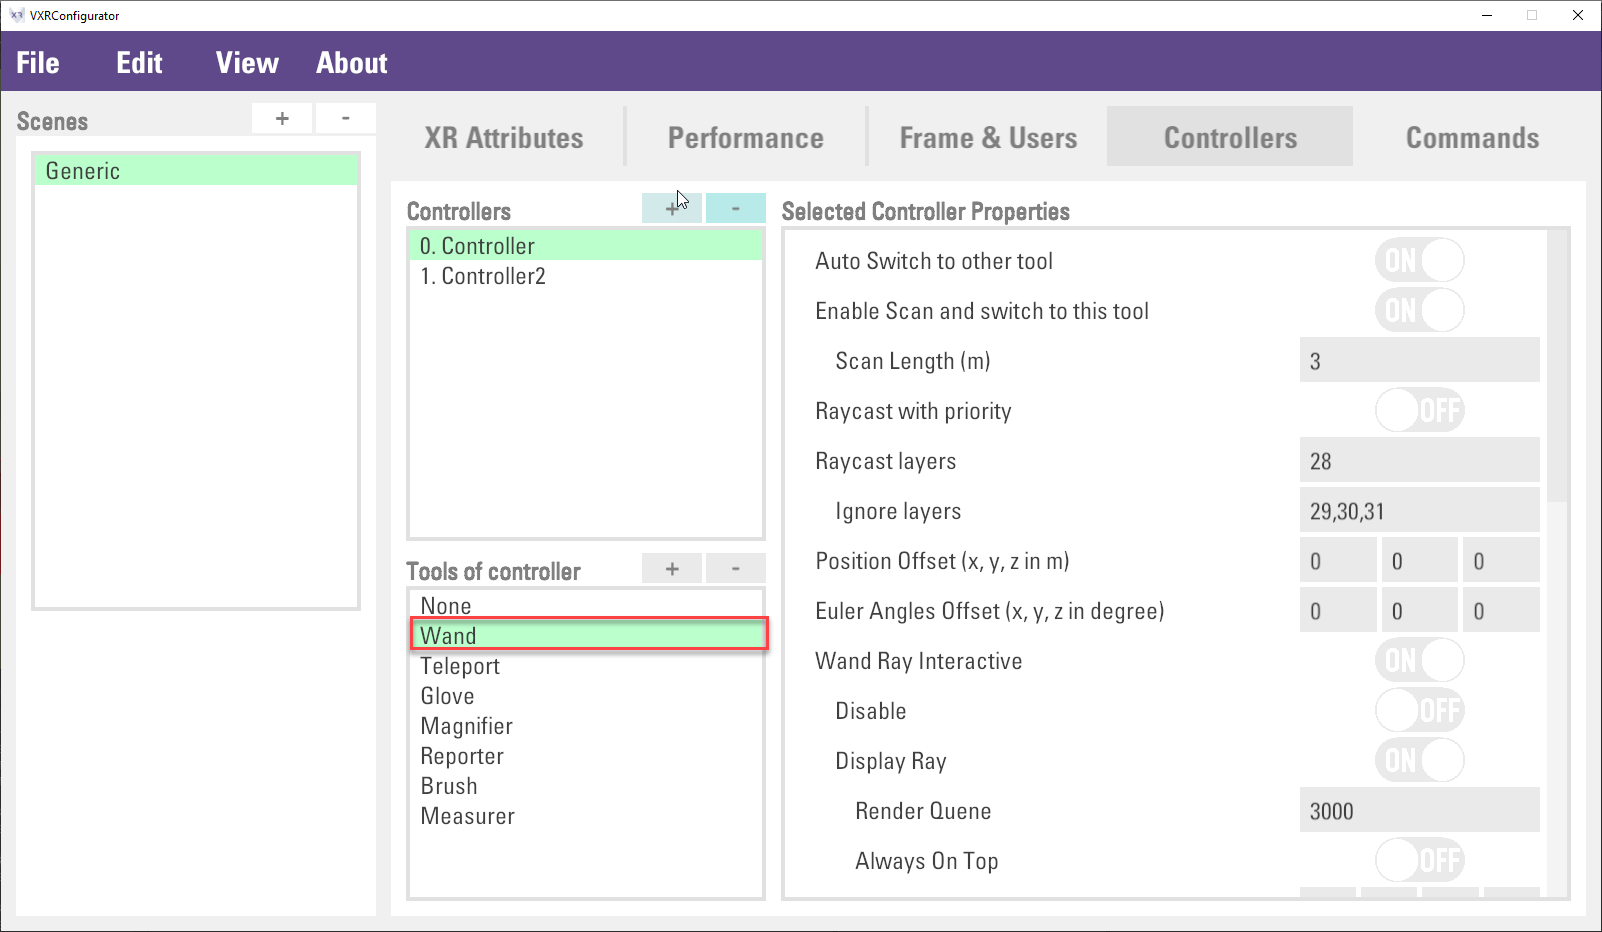 VXRConfigurator
File Edit View About
Scenes + -
Generic
XR Attributes Performance Frame & Users Controllers Commands
Controllers + -
0. Controller
1. Controller2
Tools of controller + -
None
Wand
Teleport
Glove
Magnifier
Reporter
Brush
Measurer
Selected Controller Properties
Auto Switch to other tool ON
Enable Scan and switch to this tool ON
Scan Length (m) 3
Raycast with priority OFF
Raycast layers 28
Ignore layers 29,30,31
Position Offset (x, y, z in m) 0 0 0
Euler Angles Offset (x, y, z in degree) 0 0 0
Wand Ray Interactive ON
Disable OFF
Display Ray ON
Render Quene 3000
Always On Top OFF